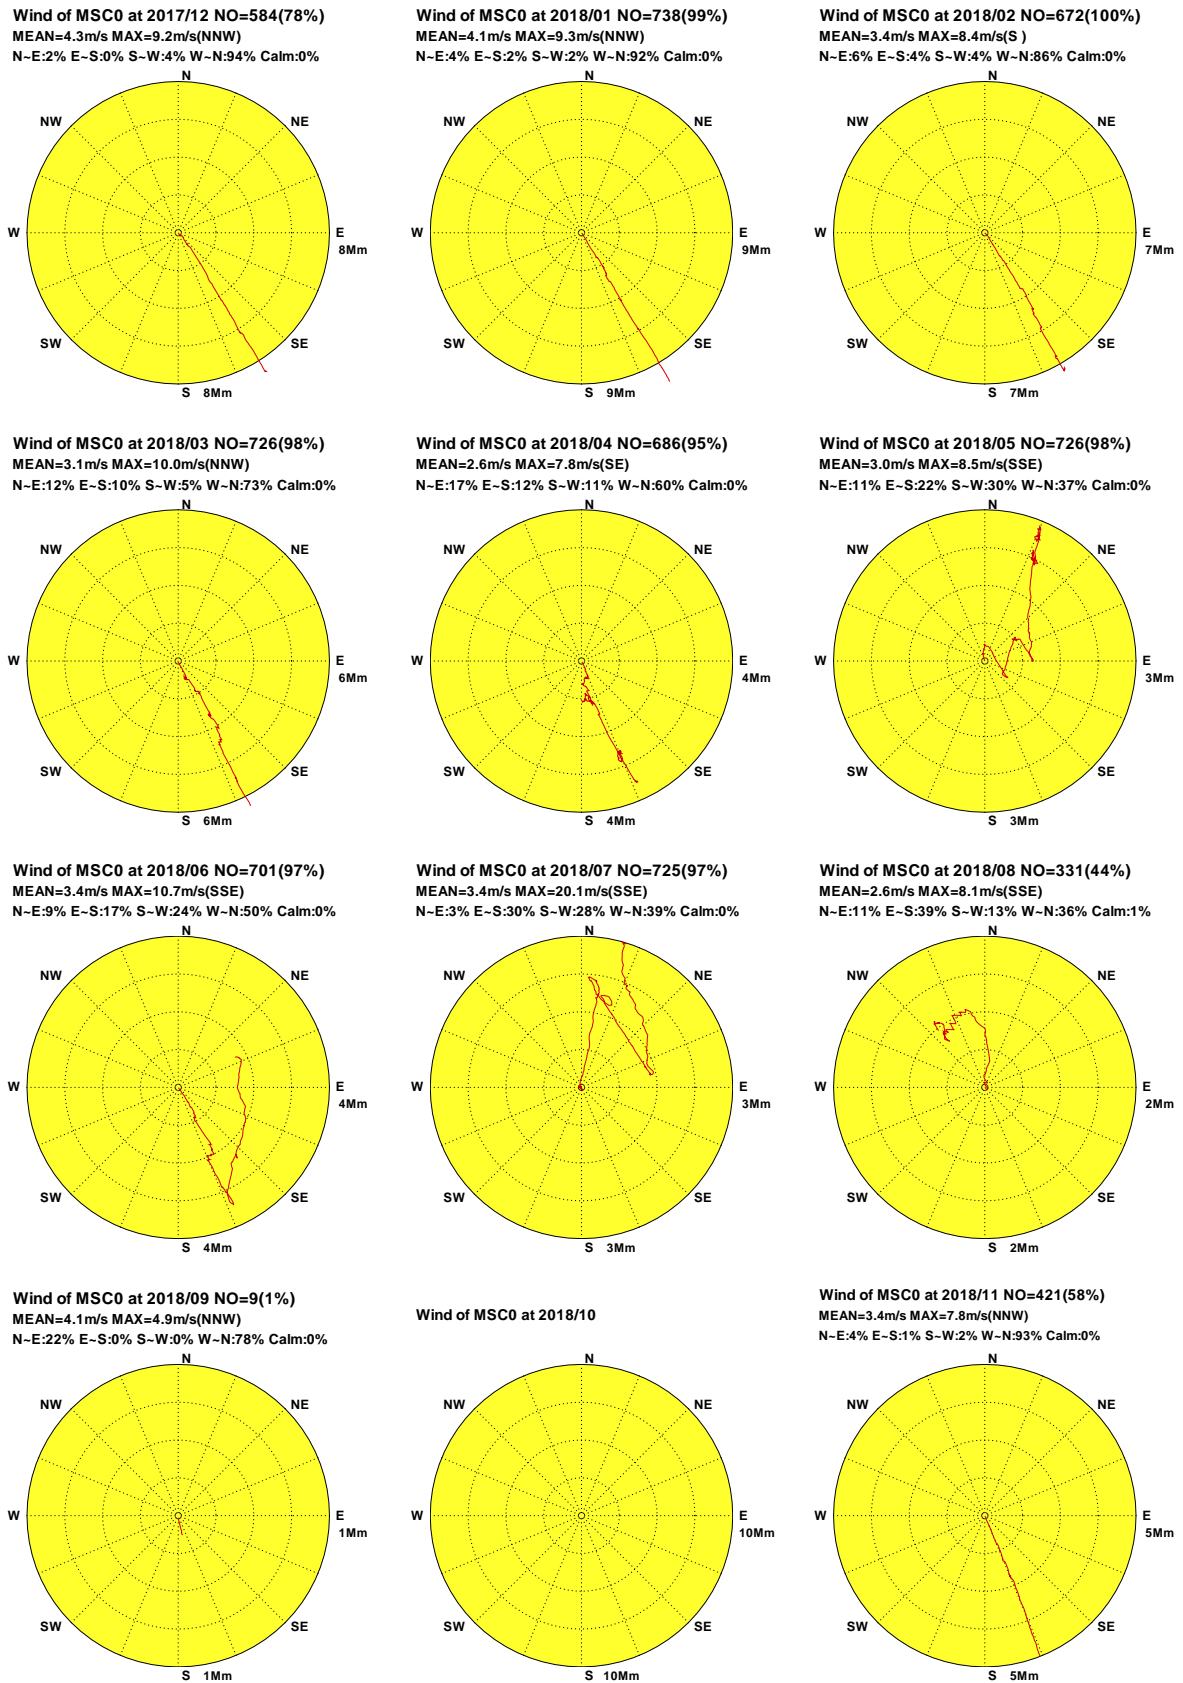 Wind of MSC0 at 2017/12 NO=584(78%)
MEAN=4.3m/s MAX=9.2m/s(NNW)
N~E:2% E~S:0% S~W:4% W~N:94% Calm:0%
N
NW
NE
W
E
8Mm
SW
SE
S 8Mm
Wind of MSC0 at 2018/01 NO=738(99%)
MEAN=4.1m/s MAX=9.3m/s(NNW)
N~E:4% E~S:2% S~W:2% W~N:92% Calm:0%
N
NW
NE
W
E
9Mm
SW
SE
S 9Mm
Wind of MSC0 at 2018/02 NO=672(100%)
MEAN=3.4m/s MAX=8.4m/s(S )
N~E:6% E~S:4% S~W:4% W~N:86% Calm:0%
N
NW
NE
W
E
7Mm
SW
SE
S 7Mm
Wind of MSC0 at 2018/03 NO=726(98%)
MEAN=3.1m/s MAX=10.0m/s(NNW)
N~E:12% E~S:10% S~W:5% W~N:73% Calm:0%
N
NW
NE
W
E
6Mm
SW
SE
S 6Mm
Wind of MSC0 at 2018/04 NO=686(95%)
MEAN=2.6m/s MAX=7.8m/s(SE)
N~E:17% E~S:12% S~W:11% W~N:60% Calm:0%
N
NW
NE
W
E
4Mm
SW
SE
S 4Mm
Wind of MSC0 at 2018/05 NO=726(98%)
MEAN=3.0m/s MAX=8.5m/s(SSE)
N~E:11% E~S:22% S~W:30% W~N:37% Calm:0%
N
NW
NE
W
E
3Mm
SW
SE
S 3Mm
Wind of MSC0 at 2018/06 NO=701(97%)
MEAN=3.4m/s MAX=10.7m/s(SSE)
N~E:9% E~S:17% S~W:24% W~N:50% Calm:0%
N
NW
NE
W
E
4Mm
SW
SE
S 4Mm
Wind of MSC0 at 2018/07 NO=725(97%)
MEAN=3.4m/s MAX=20.1m/s(SSE)
N~E:3% E~S:30% S~W:28% W~N:39% Calm:0%
N
NW
NE
W
E
3Mm
SW
SE
S 3Mm
Wind of MSC0 at 2018/08 NO=331(44%)
MEAN=2.6m/s MAX=8.1m/s(SSE)
N~E:11% E~S:39% S~W:13% W~N:36% Calm:1%
N
NW
NE
W
E
2Mm
SW
SE
S 2Mm
Wind of MSC0 at 2018/09 NO=9(1%)
MEAN=4.1m/s MAX=4.9m/s(NNW)
N~E:22% E~S:0% S~W:0% W~N:78% Calm:0%
N
NW
NE
W
E
1Mm
SW
SE
S 1Mm
Wind of MSC0 at 2018/10
N
NW
NE
W
E
10Mm
SW
SE
S 10Mm
Wind of MSC0 at 2018/11 NO=421(58%)
MEAN=3.4m/s MAX=7.8m/s(NNW)
N~E:4% E~S:1% S~W:2% W~N:93% Calm:0%
N
NW
NE
W
E
5Mm
SW
SE
S 5Mm